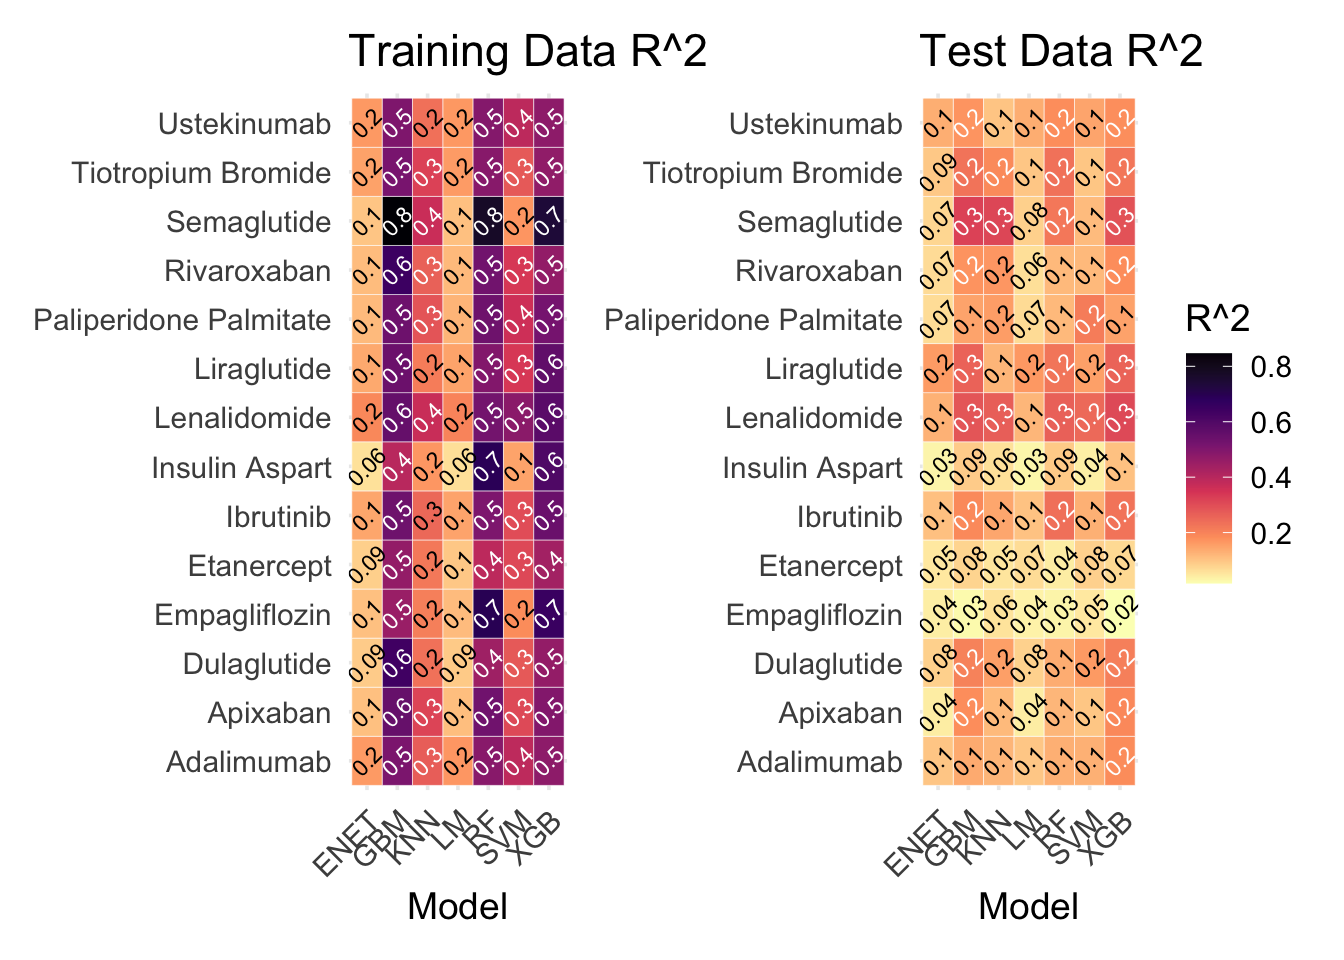 Training Data R^2
Ustekinumab 0.2 0.5 0.2 0.2 0.5 0.4 0.5
Tiotropium Bromide 0.2 0.5 0.3 0.2 0.5 0.3 0.5
Semaglutide 0.1 0.8 0.4 0.1 0.8 0.2 0.7
Rivaroxaban 0.1 0.6 0.3 0.1 0.5 0.3 0.5
Paliperidone Palmitate 0.1 0.5 0.3 0.1 0.5 0.4 0.5
Liraglutide 0.1 0.5 0.2 0.1 0.5 0.3 0.6
Lenalidomide 0.2 0.6 0.4 0.2 0.5 0.5 0.6
Insulin Aspart 0.06 0.4 0.2 0.06 0.7 0.1 0.6
Ibrutinib 0.1 0.5 0.3 0.1 0.5 0.3 0.5
Etanercept 0.09 0.5 0.2 0.1 0.4 0.3 0.4
Empagliflozin 0.1 0.5 0.2 0.1 0.7 0.2 0.7
Dulaglutide 0.09 0.6 0.2 0.09 0.4 0.3 0.5
Apixaban 0.1 0.6 0.3 0.1 0.5 0.3 0.5
Adalimumab 0.2 0.5 0.3 0.2 0.5 0.4 0.5
ENET GBM KNN LM RF SVM XGB
Model
Test Data R^2
Ustekinumab 0.1 0.2 0.1 0.1 0.2 0.1 0.2
Tiotropium Bromide 0.09 0.2 0.2 0.1 0.2 0.1 0.2
Semaglutide 0.07 0.3 0.3 0.08 0.2 0.1 0.3
Rivaroxaban 0.07 0.2 0.2 0.06 0.1 0.1 0.2
Paliperidone Palmitate 0.07 0.1 0.2 0.07 0.1 0.2 0.1
Liraglutide 0.2 0.3 0.1 0.2 0.2 0.2 0.3
Lenalidomide 0.1 0.3 0.3 0.1 0.3 0.2 0.3
Insulin Aspart 0.03 0.09 0.06 0.03 0.09 0.04 0.1
Ibrutinib 0.1 0.2 0.1 0.1 0.2 0.1 0.2
Etanercept 0.05 0.08 0.05 0.07 0.04 0.08 0.07
Empagliflozin 0.04 0.03 0.06 0.04 0.03 0.05 0.02
Dulaglutide 0.08 0.2 0.2 0.08 0.1 0.2 0.2
Apixaban 0.04 0.2 0.1 0.04 0.1 0.1 0.2
Adalimumab 0.1 0.1 0.1 0.1 0.1 0.1 0.2
ENET GBM KNN LM RF SVM XGB
Model
R^2
0.8
0.6
0.4
0.2